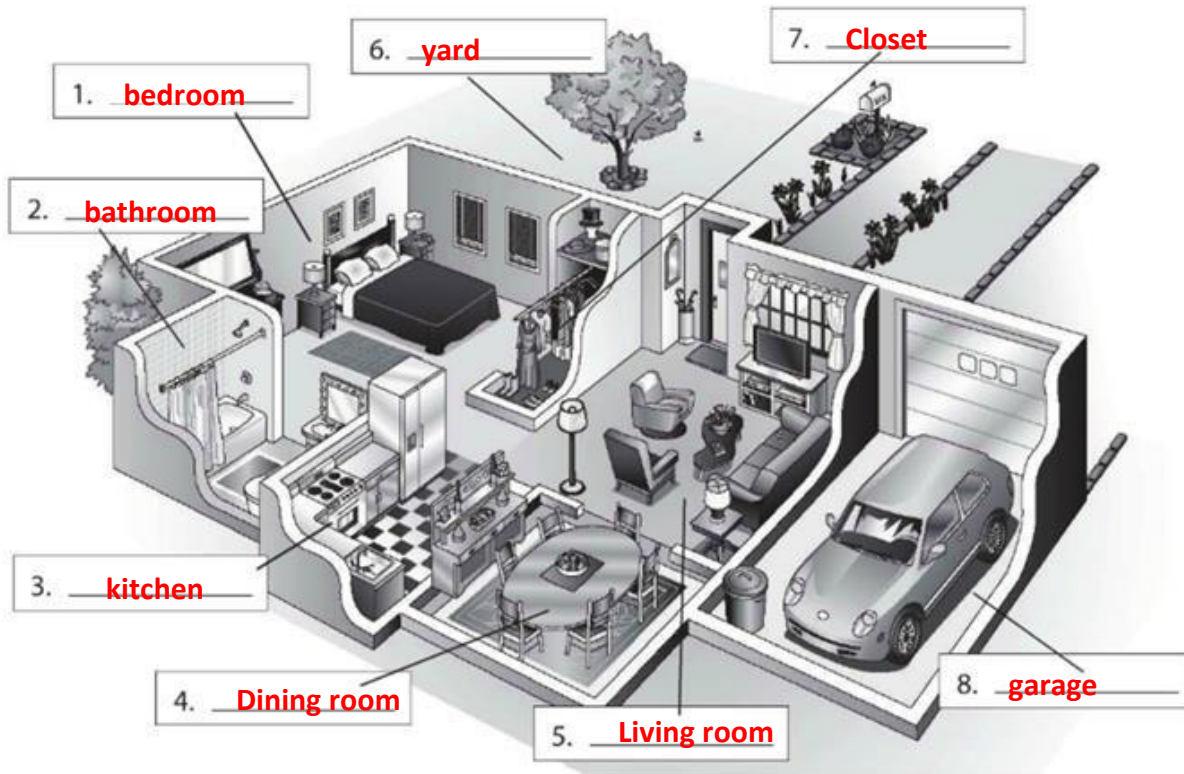 1. bedroom
2. bathroom
3. kitchen
4. Dining room
5. Living room
6. yard
7. Closet
8. garage